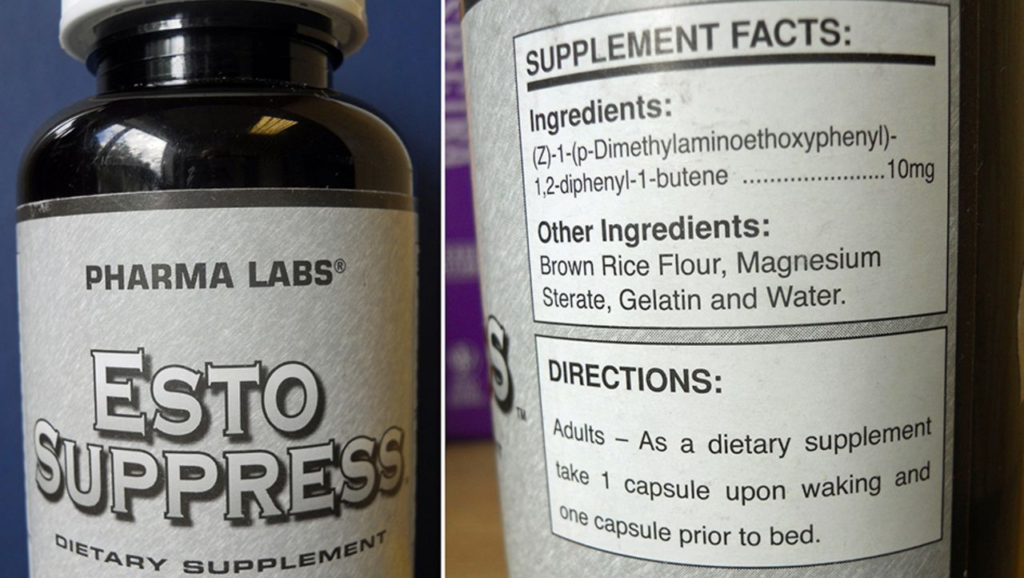 PHARMA LABS®
ESTO
SUPPRESS
DIETARY SUPPLEMENT
SUPPLEMENT FACTS:
Ingredients:
(Z)-1-(p-Dimethylaminoethoxyphenyl)-
1,2-diphenyl-1-butene ......................10mg
Other Ingredients:
Brown Rice Flour, Magnesium
Sterate, Gelatin and Water.
S™
DIRECTIONS:
Adults – As a dietary supplement
take 1 capsule upon waking and
one capsule prior to bed.